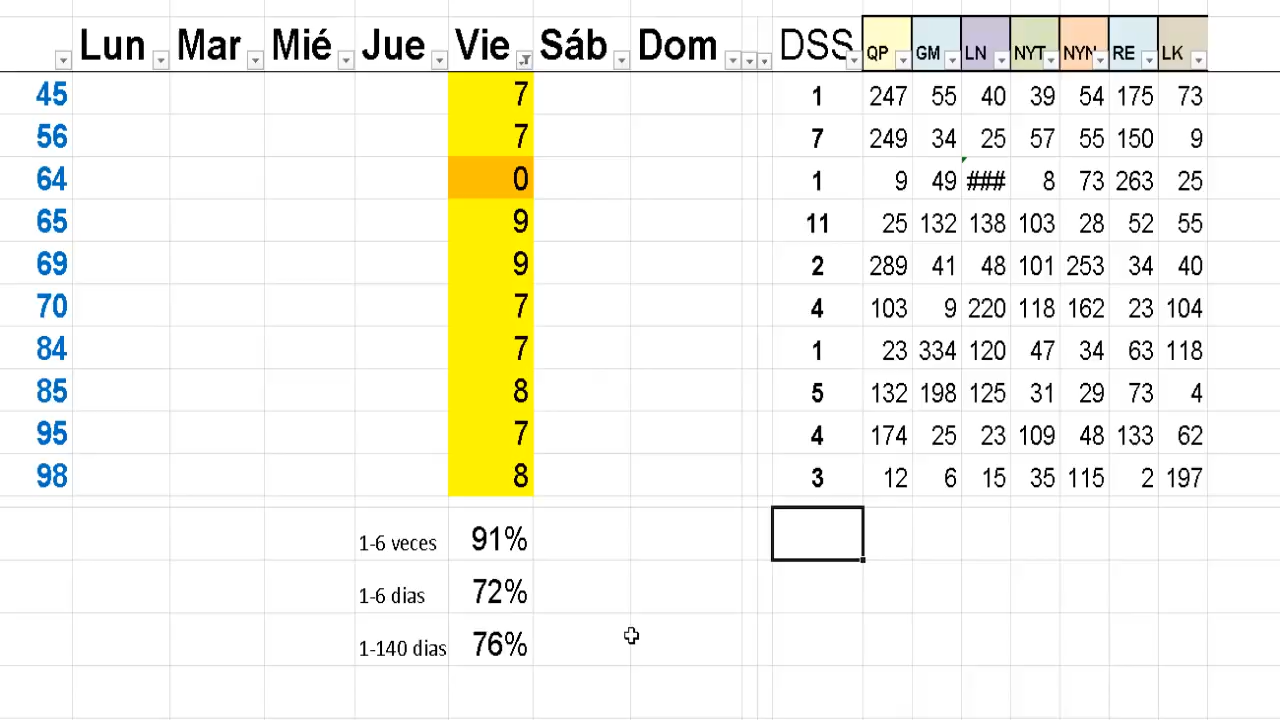 Lun Mar Mié Jue Vie Sáb Dom DSS QP GM LN NYT NYN' RE LK
45 7 1 247 55 40 39 54 175 73
56 7 7 249 34 25 57 55 150 9
64 0 1 9 49 ### 8 73 263 25
65 9 11 25 132 138 103 28 52 55
69 9 2 289 41 48 101 253 34 40
70 7 4 103 9 220 118 162 23 104
84 7 1 23 334 120 47 34 63 118
85 8 5 132 198 125 31 29 73 4
95 7 4 174 25 23 109 48 133 62
98 8 3 12 6 15 35 115 2 197
1-6 veces 91%
1-6 dias 72%
1-140 dias 76%